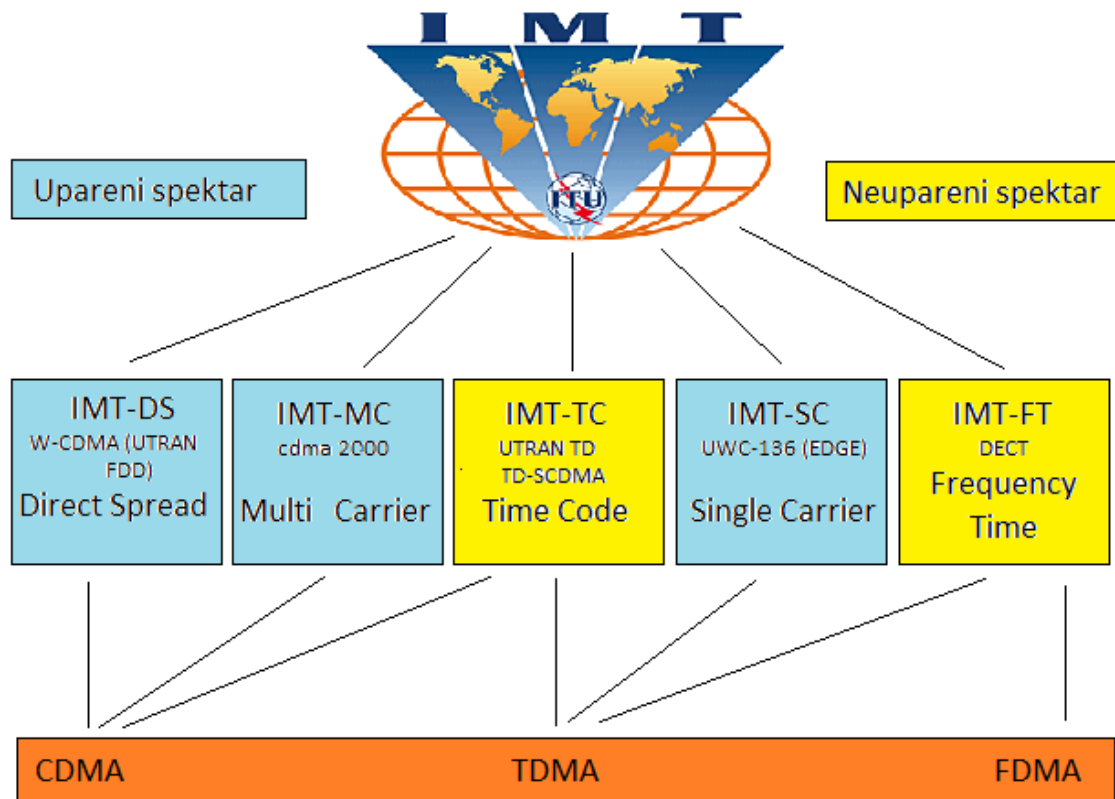 IMT
ITU
Upareni spektar
Neupareni spektar
IMT-DS
W-CDMA (UTRAN
FDD)
Direct Spread
IMT-MC
cdma 2000
Multi Carrier
IMT-TC
UTRAN TD
TD-SCDMA
Time Code
IMT-SC
UWC-136 (EDGE)
Single Carrier
IMT-FT
DECT
Frequency
Time
CDMA
TDMA
FDMA